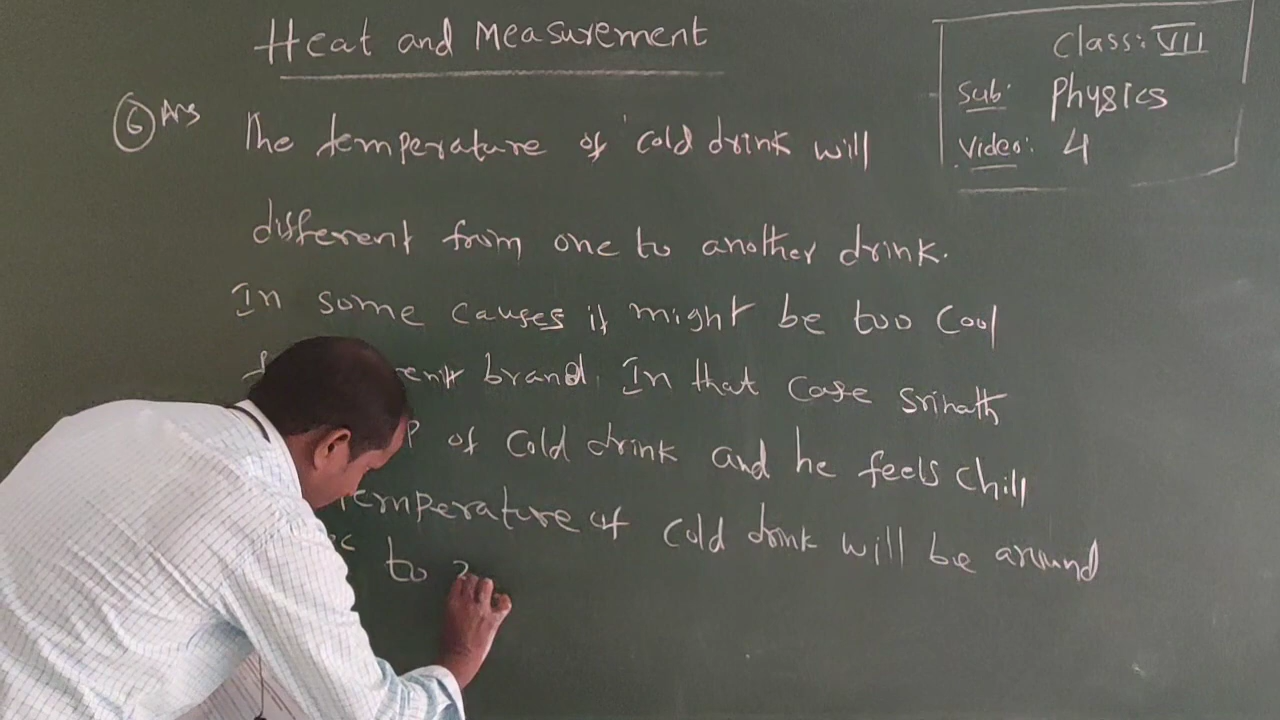 Heat and Measurement
Class: VII
Sub: Physics
Video: 4
6 Ans The temperature of cold drink will
different from one to another drink.
In some causes it might be too cool
brand. In that case srinath
of cold drink and he feels chill
Temperature of cold drink will be around
to